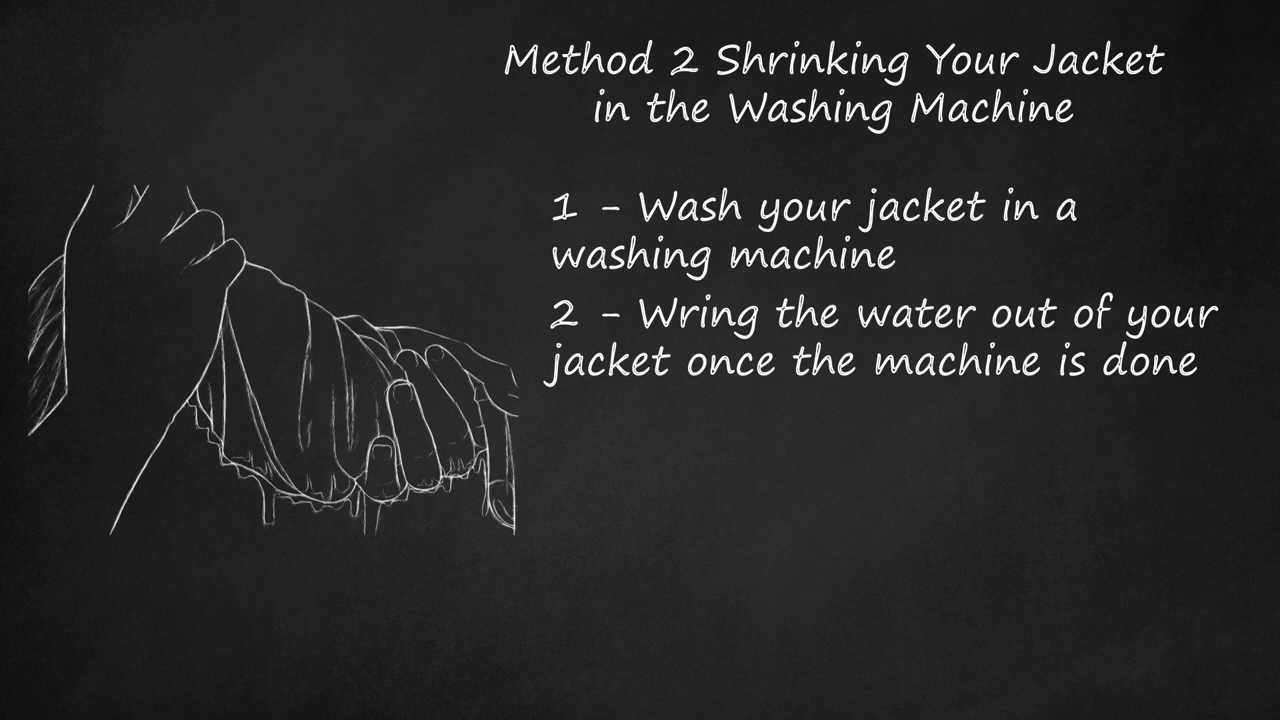 Method 2 Shrinking Your Jacket
in the Washing Machine
1 - Wash your jacket in a
washing machine
2 - Wring the water out of your
jacket once the machine is done